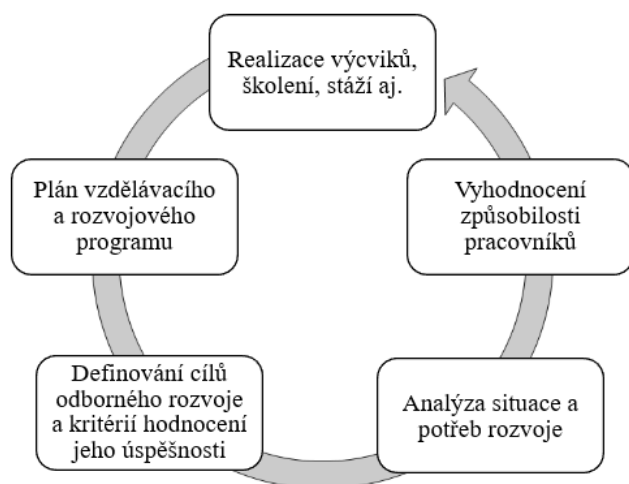 Realizace výcviků,
školení, stáží aj.
Plán vzdělávacího
a rozvojového
programu
Vyhodnocení
způsobilosti
pracovníků
Definování cílů
odborného rozvoje
a kritérií hodnocení
jeho úspěšnosti
Analýza situace a
potřeb rozvoje